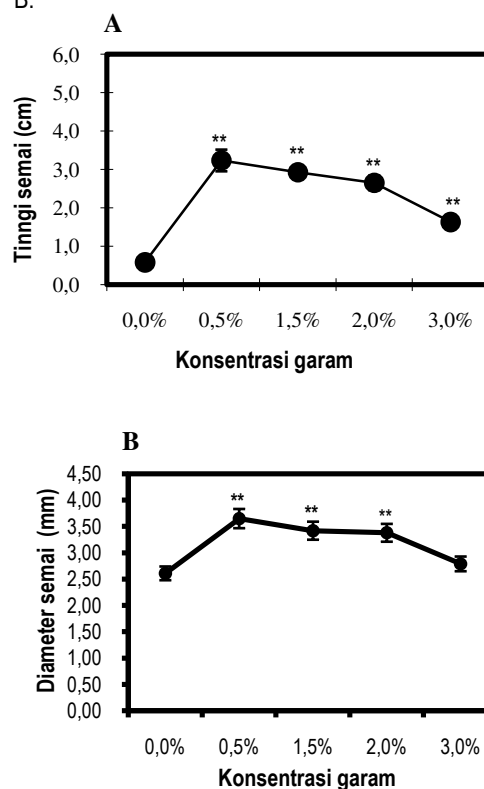 B.
A
6,0
5,0
4,0
3,0
2,0
1,0
0,0
Tinngi semai (cm)
** ** ** **
0,0% 0,5% 1,5% 2,0% 3,0%
Konsentrasi garam
B
4,50
4,00
3,50
3,00
2,50
2,00
1,50
1,00
0,50
0,00
Diameter semai (mm)
** ** **
0,0% 0,5% 1,5% 2,0% 3,0%
Konsentrasi garam